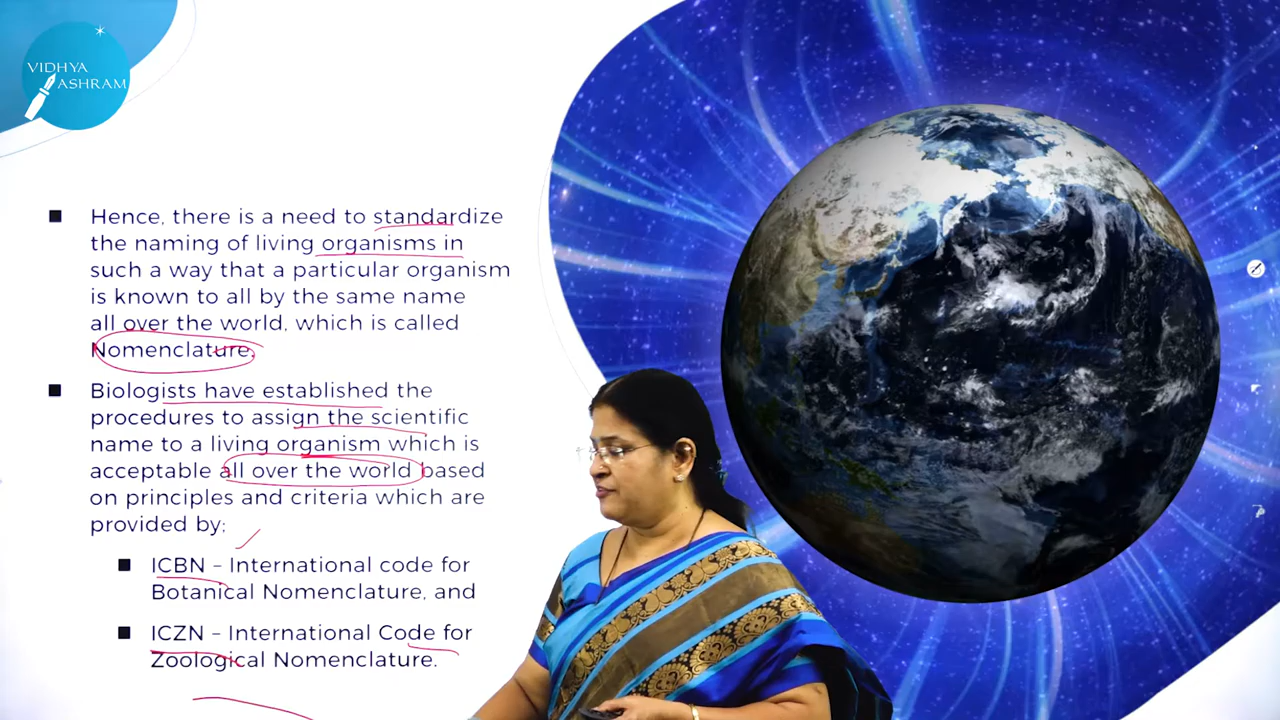 VIDHYA
ASHRAM
Hence, there is a need to standardize
the naming of living organisms in
such a way that a particular organism
is known to all by the same name
all over the world, which is called
Nomenclature.
Biologists have established the
procedures to assign the scientific
name to a living organism which is
acceptable all over the world based
on principles and criteria which are
provided by;
ICBN – International code for
Botanical Nomenclature, and
ICZN – International Code for
Zoological Nomenclature.